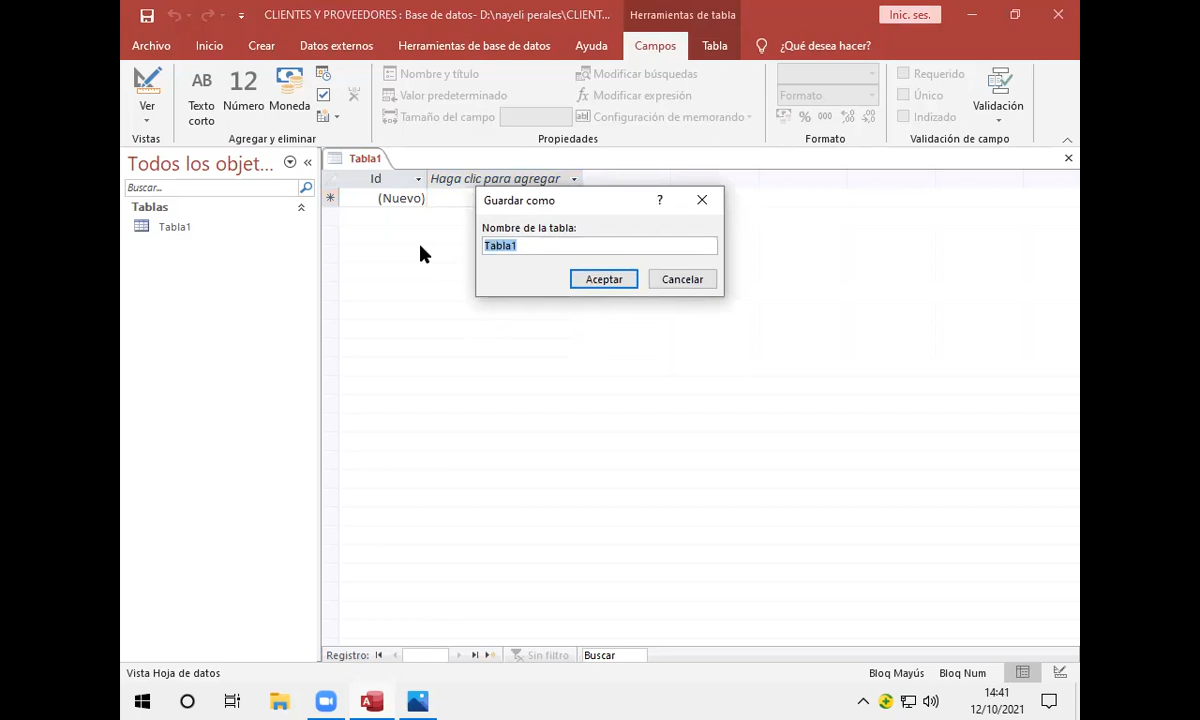 CLIENTES Y PROVEEDORES : Base de datos- D:\nayeli perales\CLIENT...
Herramientas de tabla
Inic. ses.
Archivo
Inicio
Crear
Datos externos
Herramientas de base de datos
Ayuda
Campos
Tabla
¿Qué desea hacer?
Ver
AB
Texto corto
12
Número
Moneda
Nombre y título
Valor predeterminado
Tamaño del campo
Modificar búsquedas
fx Modificar expresión
ab Configuración de memorando
Formato
% 000
Requerido
Único
Indizado
Validación
Vistas
Agregar y eliminar
Propiedades
Formato
Validación de campo
Todos los objet... «
Buscar...
Tablas
Tabla1
Tabla1
Id
Haga clic para agregar
(Nuevo)
Guardar como
?
Nombre de la tabla:
Tabla1
Aceptar
Cancelar
Registro:
Sin filtro
Buscar
Vista Hoja de datos
Bloq Mayús
Bloq Num
14:41
12/10/2021